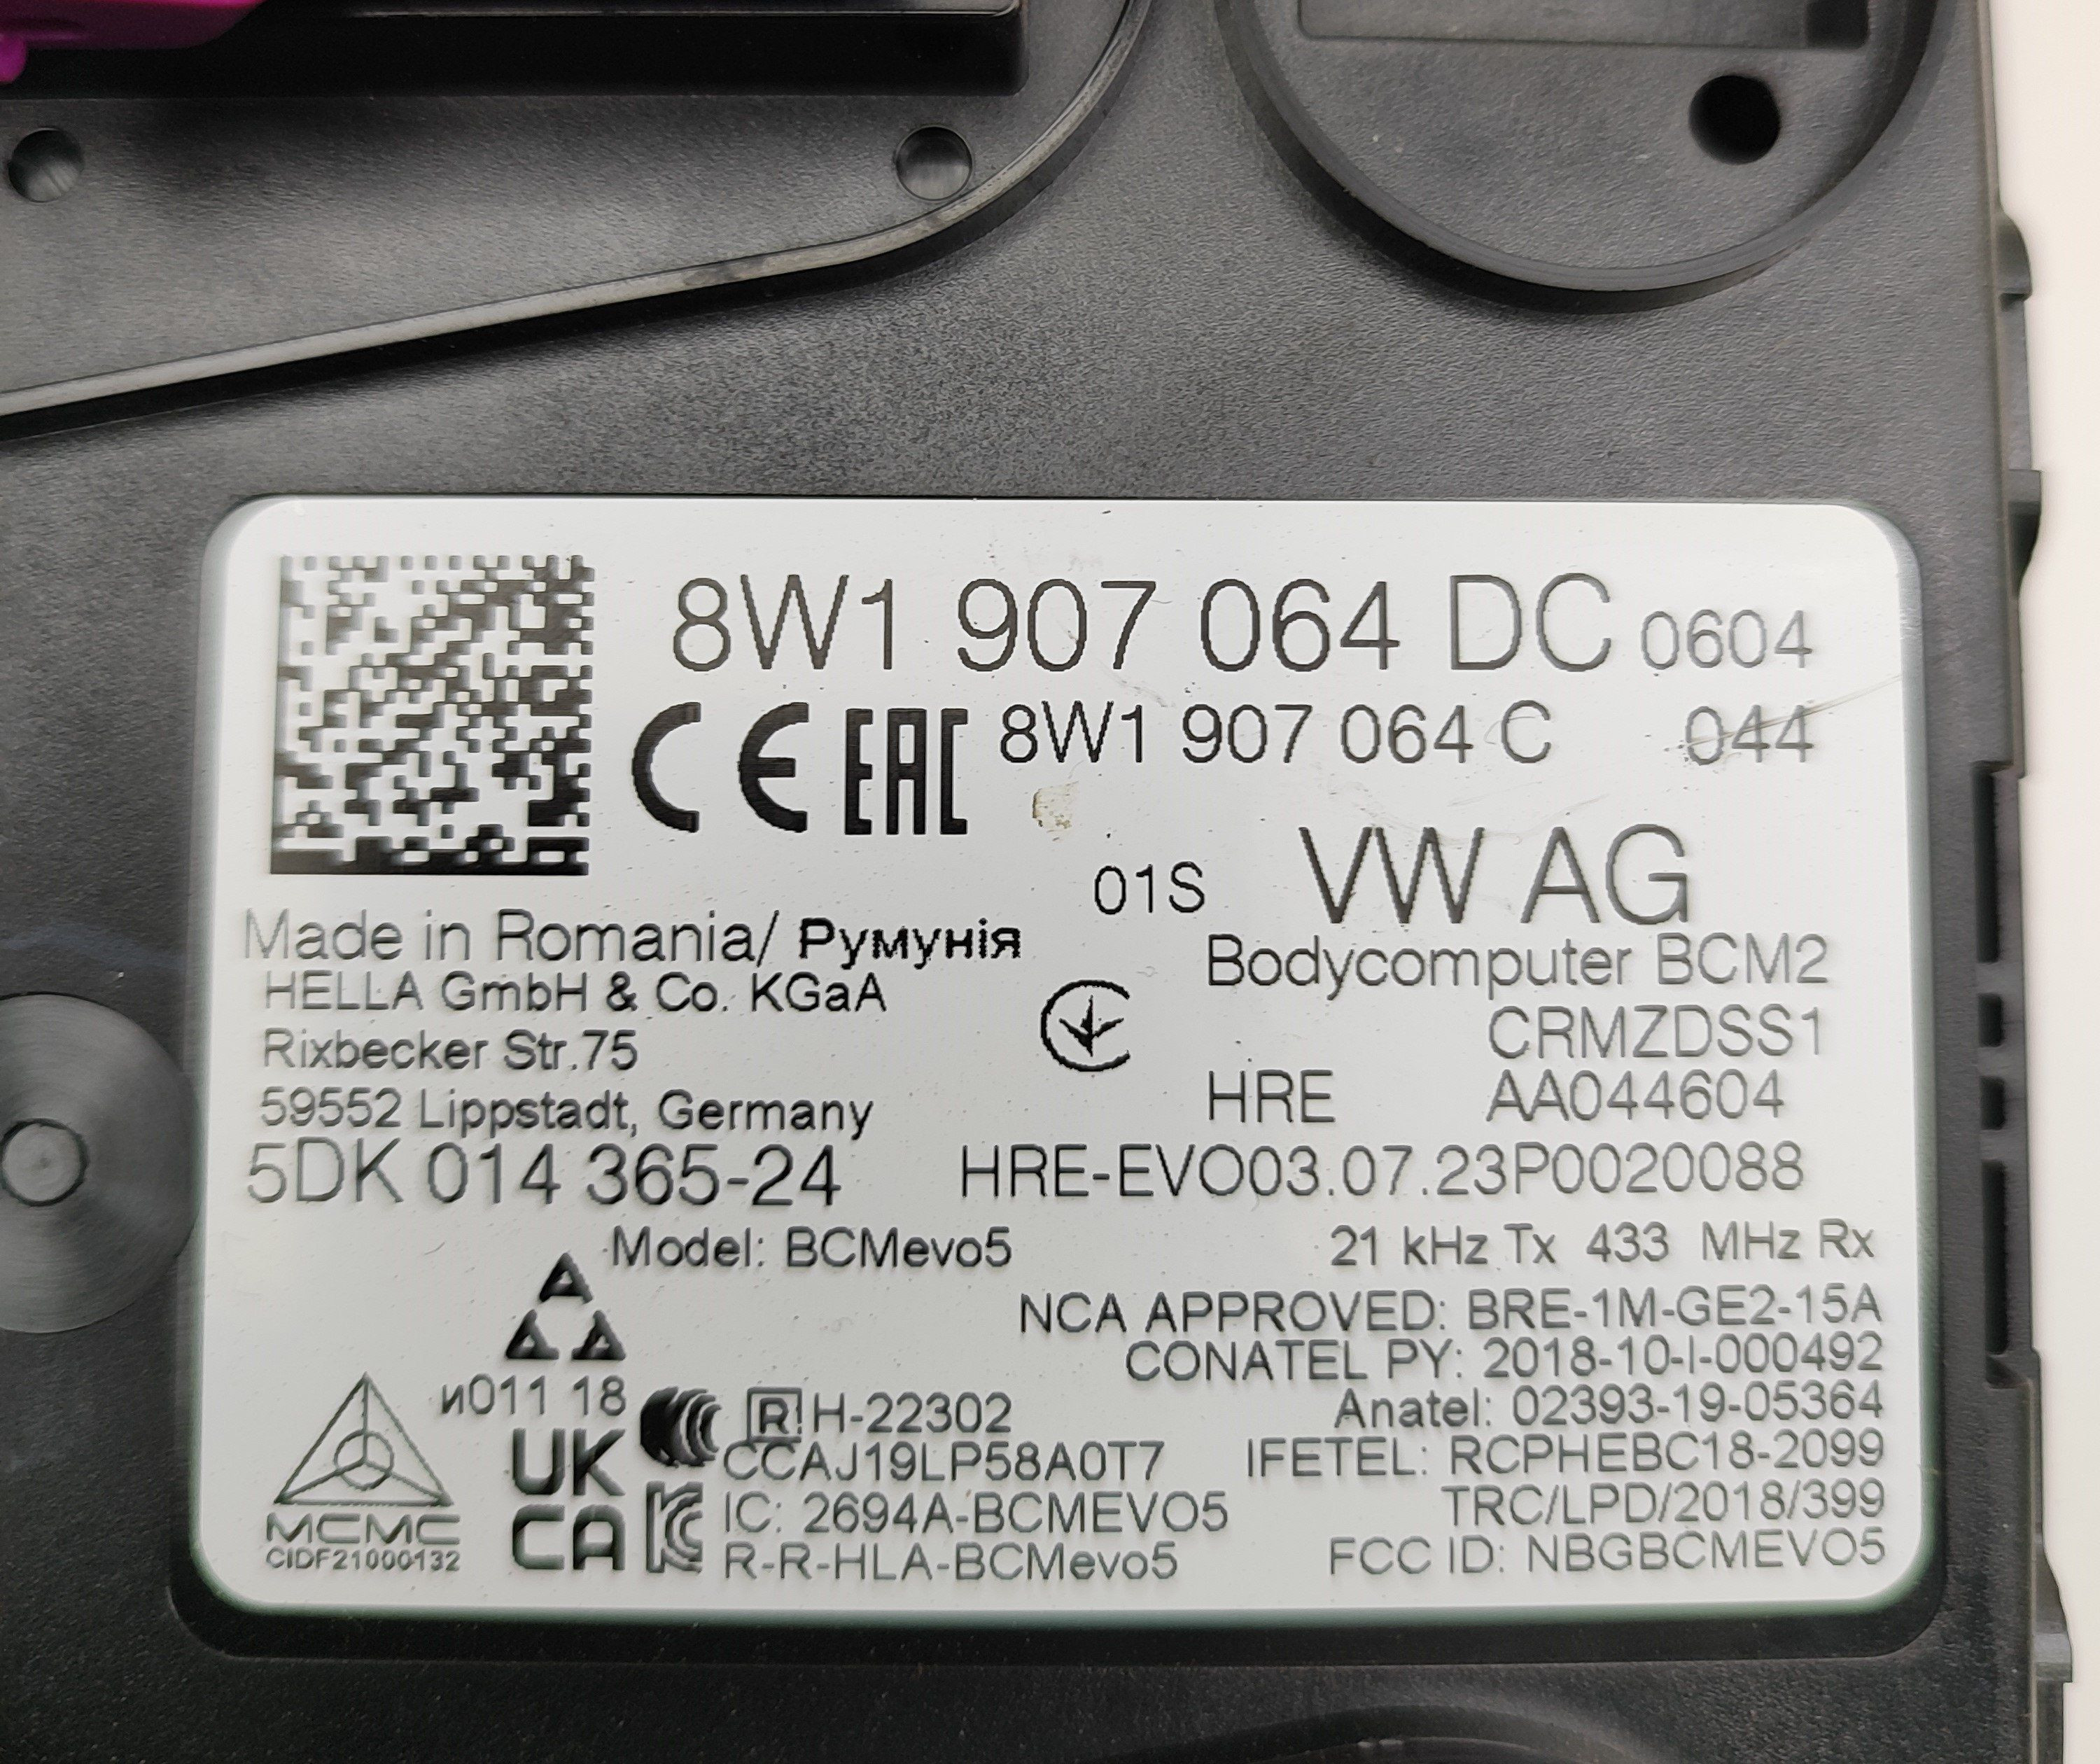 8W1 907 064 DC 0604
CE EAC 8W1 907 064 C 044
01S VW AG
Made in Romania/ Румунія
Bodycomputer BCM2
HELLA GmbH & Co. KGaA
CRMZDSS1
Rixbecker Str.75
HRE AA044604
59552 Lippstadt, Germany
5DK 014 365-24 HRE-EVO03.07.23P0020088
Model: BCMevo5 21 kHz Tx 433 MHz Rx
NCA APPROVED: BRE-1M-GE2-15A
CONATEL PY: 2018-10-I-000492
и011 18
R H-22302 Anatel: 02393-19-05364
UK
CA
CCAJ19LP58A0T7 IFETEL: RCPHEBC18-2099
IC: 2694A-BCMEVO5 TRC/LPD/2018/399
MCMC
CIDF21000132
R-R-HLA-BCMevo5 FCC ID: NBGBCMEVO5